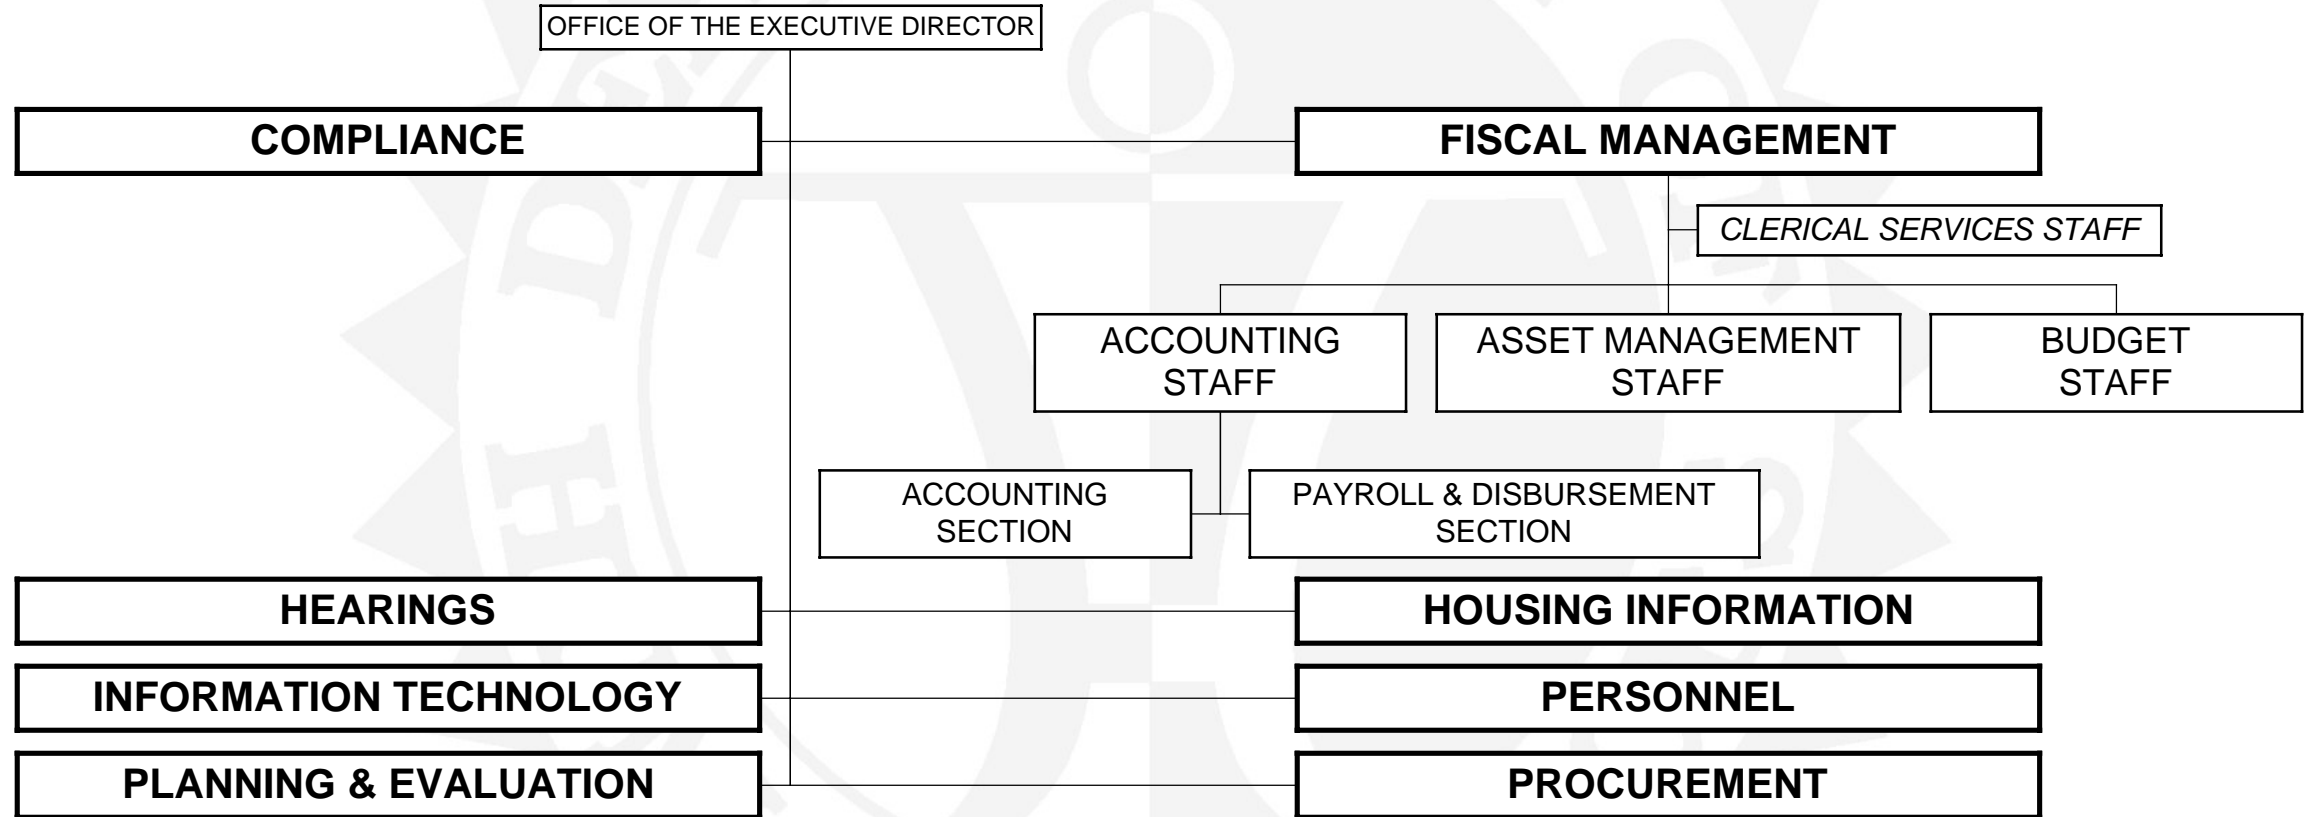 OFFICE OF THE EXECUTIVE DIRECTOR
COMPLIANCE
FISCAL MANAGEMENT
CLERICAL SERVICES STAFF
ACCOUNTING
STAFF
ASSET MANAGEMENT
STAFF
BUDGET
STAFF
ACCOUNTING
SECTION
PAYROLL & DISBURSEMENT
SECTION
HEARINGS
HOUSING INFORMATION
INFORMATION TECHNOLOGY
PERSONNEL
PLANNING & EVALUATION
PROCUREMENT